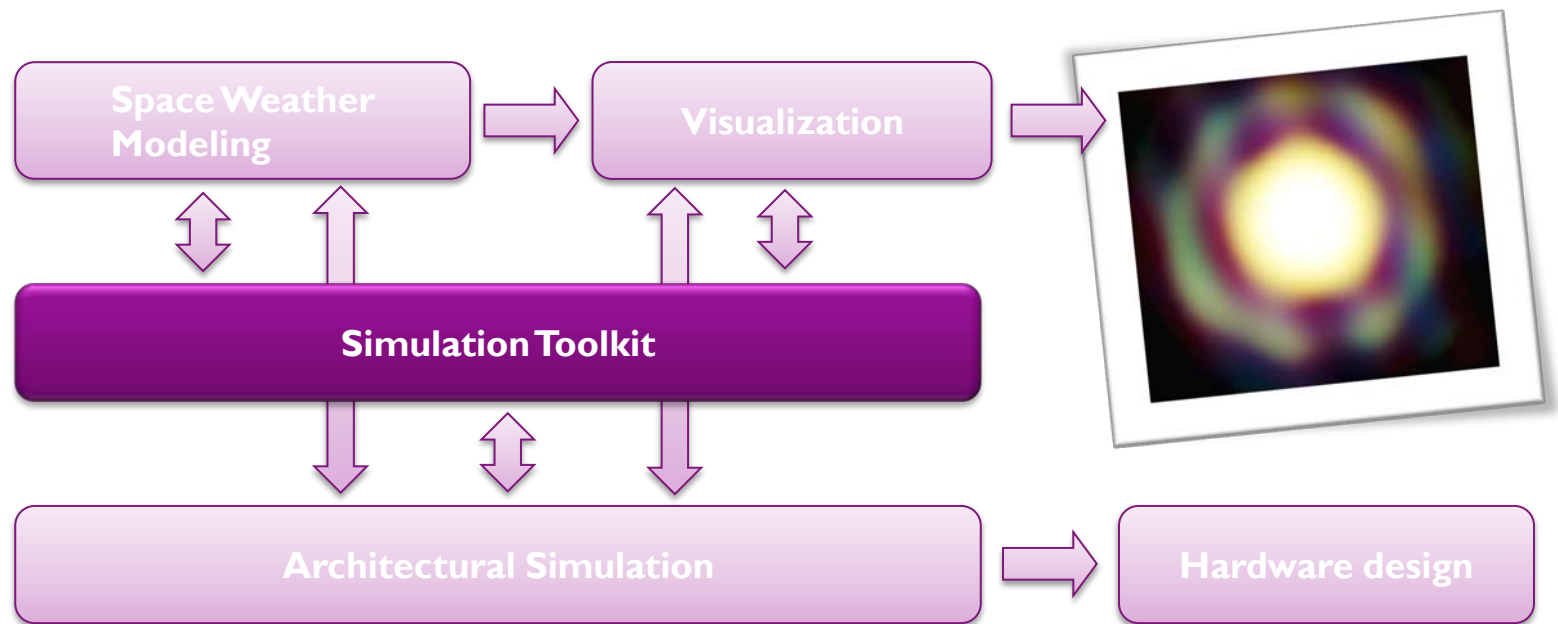 Space Weather
Modeling
Visualization
Simulation Toolkit
Architectural Simulation
Hardware design